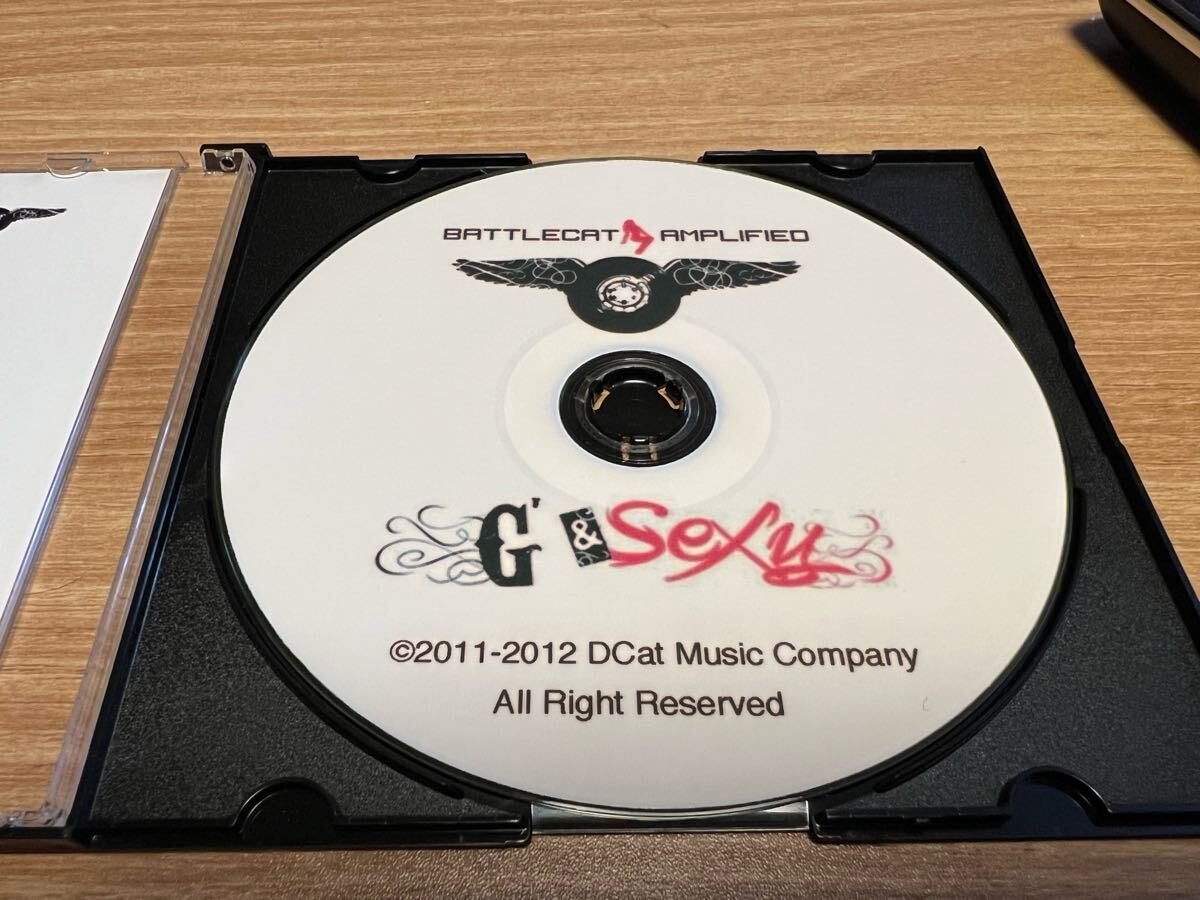 BATTLECAT AMPLIFIED
G' & Sexy
©2011-2012 DCat Music Company
All Right Reserved